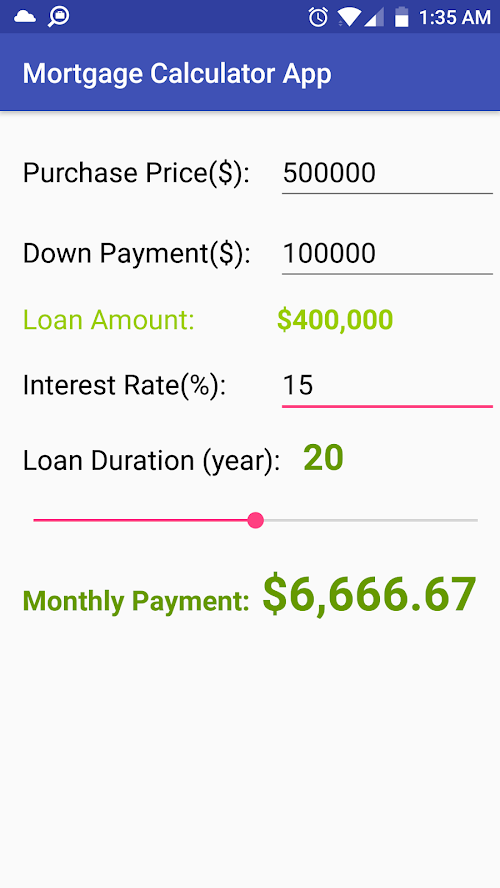 1:35 AM
Mortgage Calculator App
Purchase Price($): 500000
Down Payment($): 100000
Loan Amount: $400,000
Interest Rate(%): 15
Loan Duration (year): 20
Monthly Payment: $6,666.67